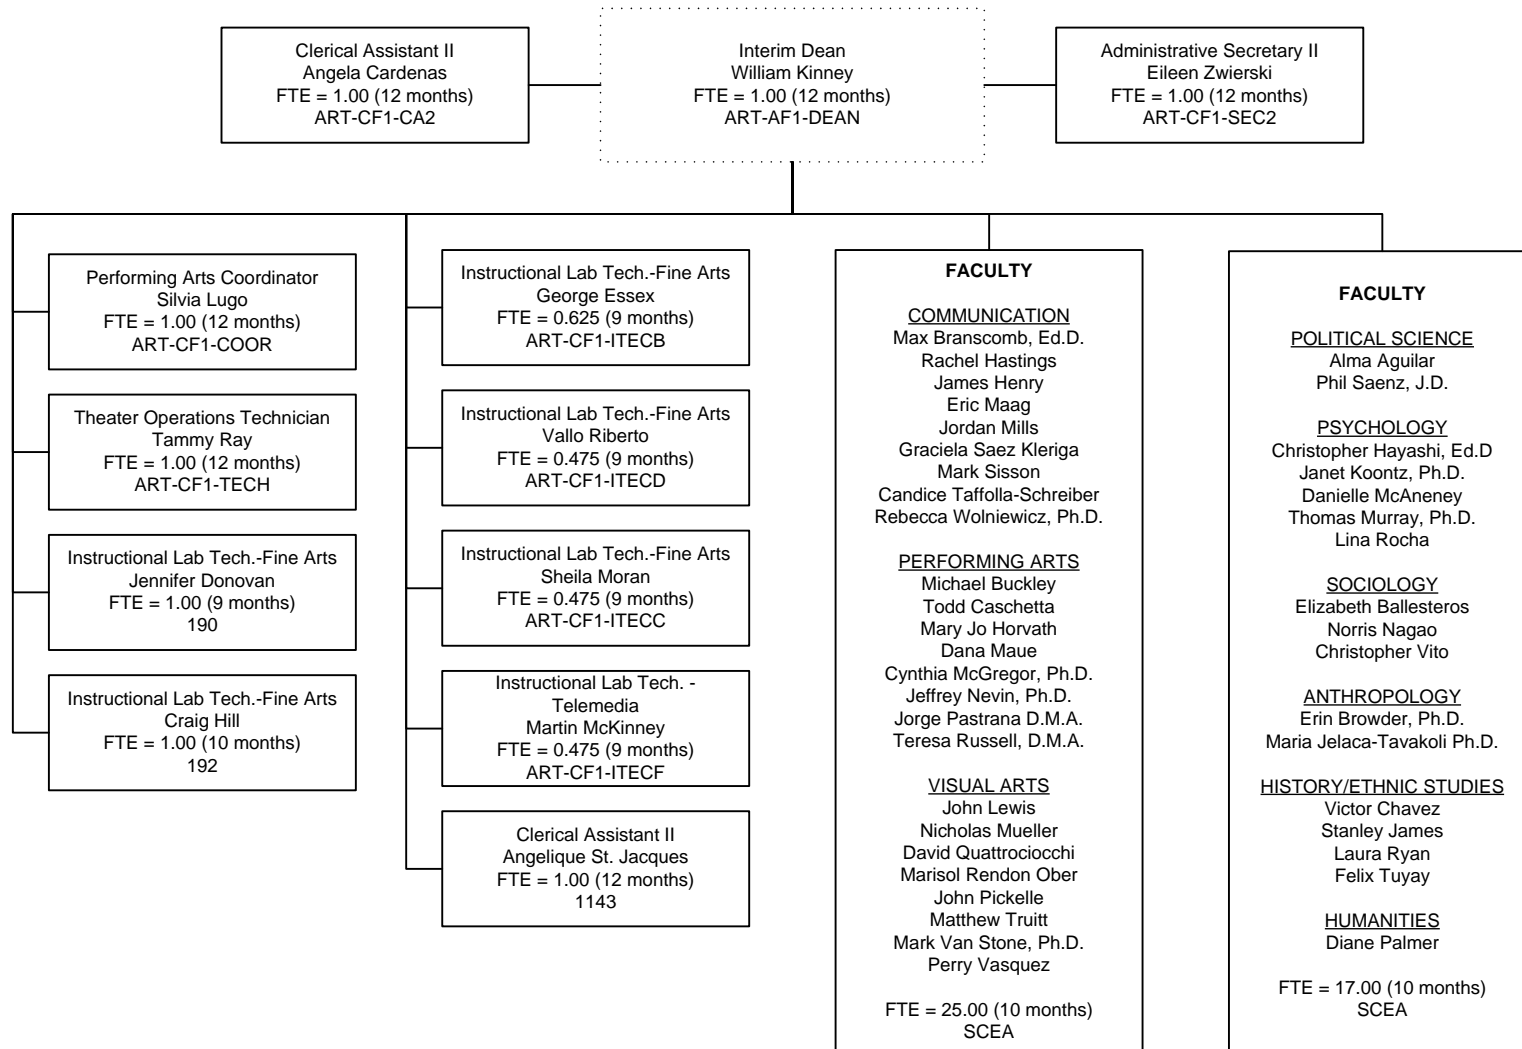 Clerical Assistant II
Angela Cardenas
FTE = 1.00 (12 months)
ART-CF1-CA2
Interim Dean
William Kinney
FTE = 1.00 (12 months)
ART-AF1-DEAN
Administrative Secretary II
Eileen Zwierski
FTE = 1.00 (12 months)
ART-CF1-SEC2
Performing Arts Coordinator
Silvia Lugo
FTE = 1.00 (12 months)
ART-CF1-COOR
Theater Operations Technician
Tammy Ray
FTE = 1.00 (12 months)
ART-CF1-TECH
Instructional Lab Tech.-Fine Arts
Jennifer Donovan
FTE = 1.00 (9 months)
190
Instructional Lab Tech.-Fine Arts
Craig Hill
FTE = 1.00 (10 months)
192
Instructional Lab Tech.-Fine Arts
George Essex
FTE = 0.625 (9 months)
ART-CF1-ITECB
Instructional Lab Tech.-Fine Arts
Vallo Riberto
FTE = 0.475 (9 months)
ART-CF1-ITECD
Instructional Lab Tech.-Fine Arts
Sheila Moran
FTE = 0.475 (9 months)
ART-CF1-ITECC
Instructional Lab Tech. -
Telemedia
Martin McKinney
FTE = 0.475 (9 months)
ART-CF1-ITECF
Clerical Assistant II
Angelique St. Jacques
FTE = 1.00 (12 months)
1143
FACULTY
COMMUNICATION
Max Branscomb, Ed.D.
Rachel Hastings
James Henry
Eric Maag
Jordan Mills
Graciela Saez Kleriga
Mark Sisson
Candice Taffolla-Schreiber
Rebecca Wolniewicz, Ph.D.
PERFORMING ARTS
Michael Buckley
Todd Caschetta
Mary Jo Horvath
Dana Maue
Cynthia McGregor, Ph.D.
Jeffrey Nevin, Ph.D.
Jorge Pastrana D.M.A.
Teresa Russell, D.M.A.
VISUAL ARTS
John Lewis
Nicholas Mueller
David Quattrociocchi
Marisol Rendon Ober
John Pickelle
Matthew Truitt
Mark Van Stone, Ph.D.
Perry Vasquez
FTE = 25.00 (10 months)
SCEA
FACULTY
POLITICAL SCIENCE
Alma Aguilar
Phil Saenz, J.D.
PSYCHOLOGY
Christopher Hayashi, Ed.D
Janet Koontz, Ph.D.
Danielle McAneney
Thomas Murray, Ph.D.
Lina Rocha
SOCIOLOGY
Elizabeth Ballesteros
Norris Nagao
Christopher Vito
ANTHROPOLOGY
Erin Browder, Ph.D.
Maria Jelaca-Tavakoli Ph.D.
HISTORY/ETHNIC STUDIES
Victor Chavez
Stanley James
Laura Ryan
Felix Tuyay
HUMANITIES
Diane Palmer
FTE = 17.00 (10 months)
SCEA